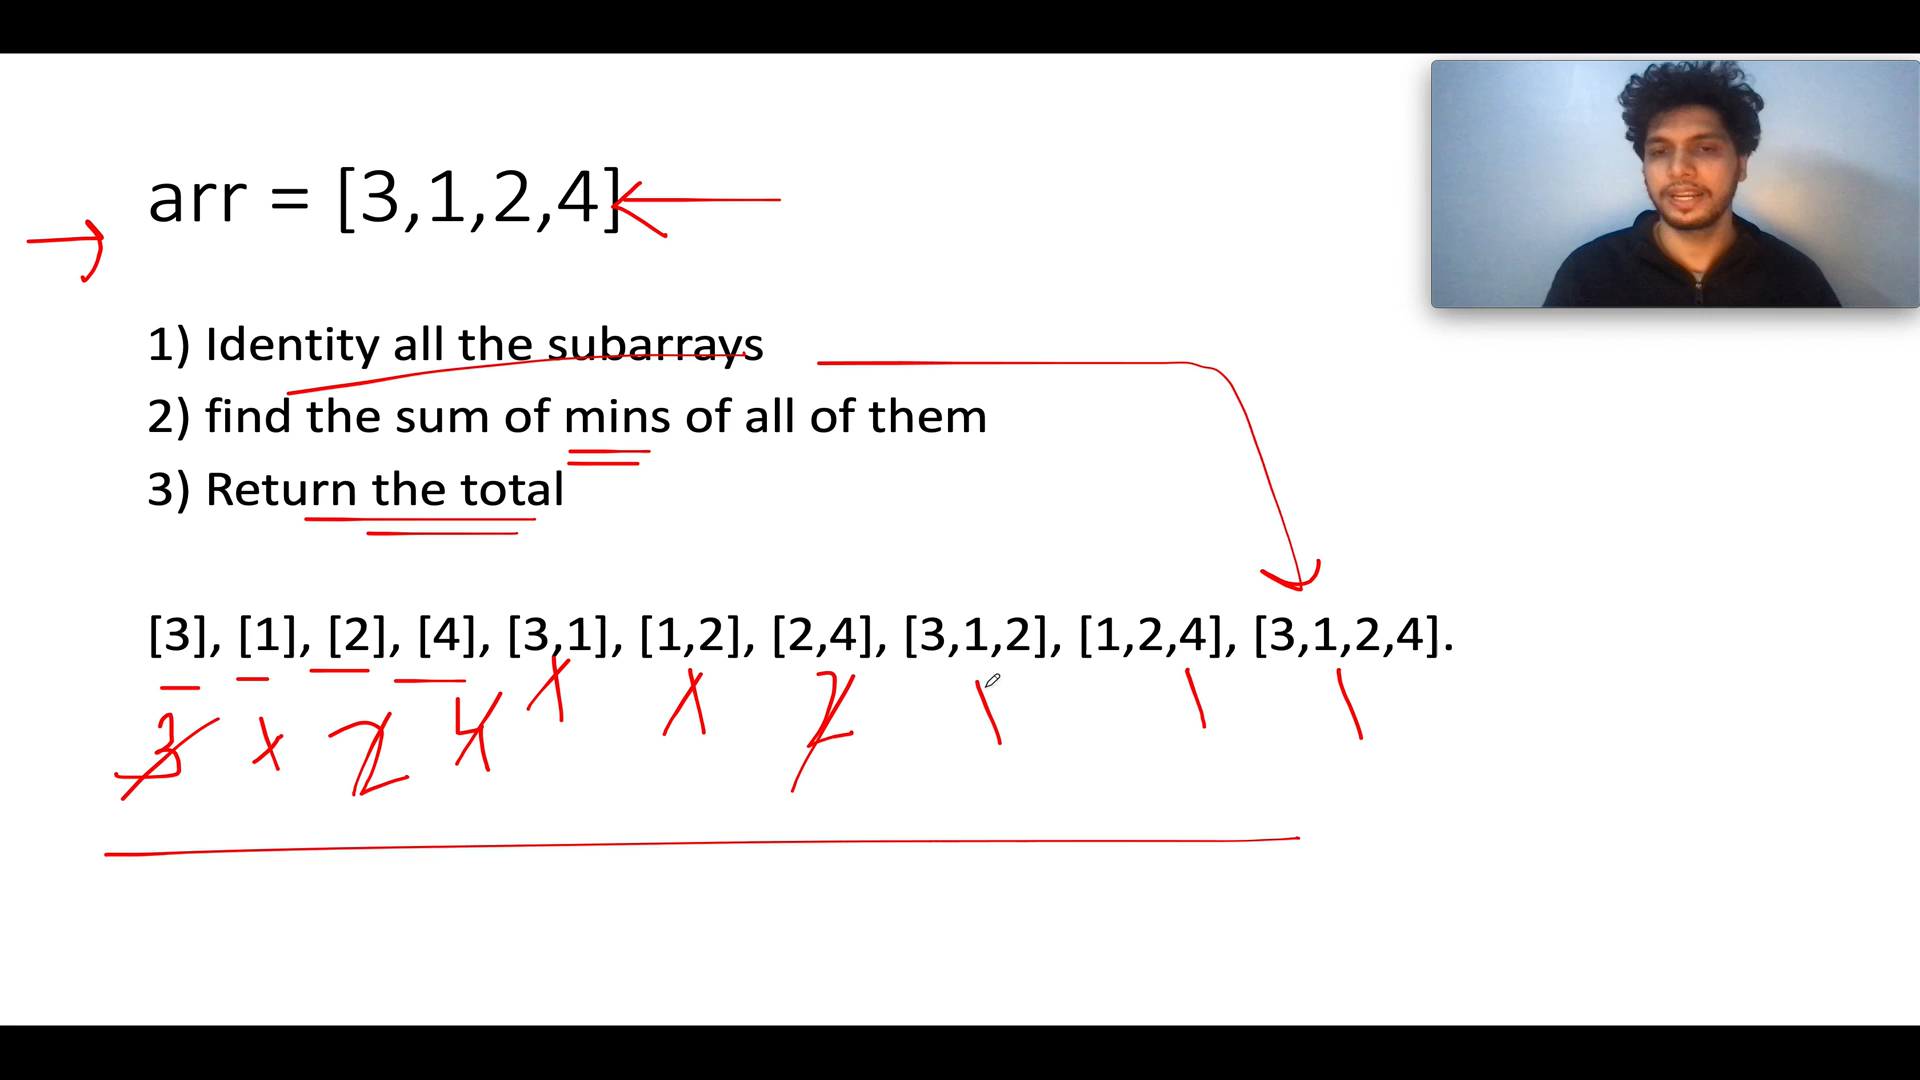 arr = [3,1,2,4]
1) Identity all the subarrays
2) find the sum of mins of all of them
3) Return the total
[3], [1], [2], [4], [3,1], [1,2], [2,4], [3,1,2], [1,2,4], [3,1,2,4].
3 1 2 4 1 1 2 1 1 1